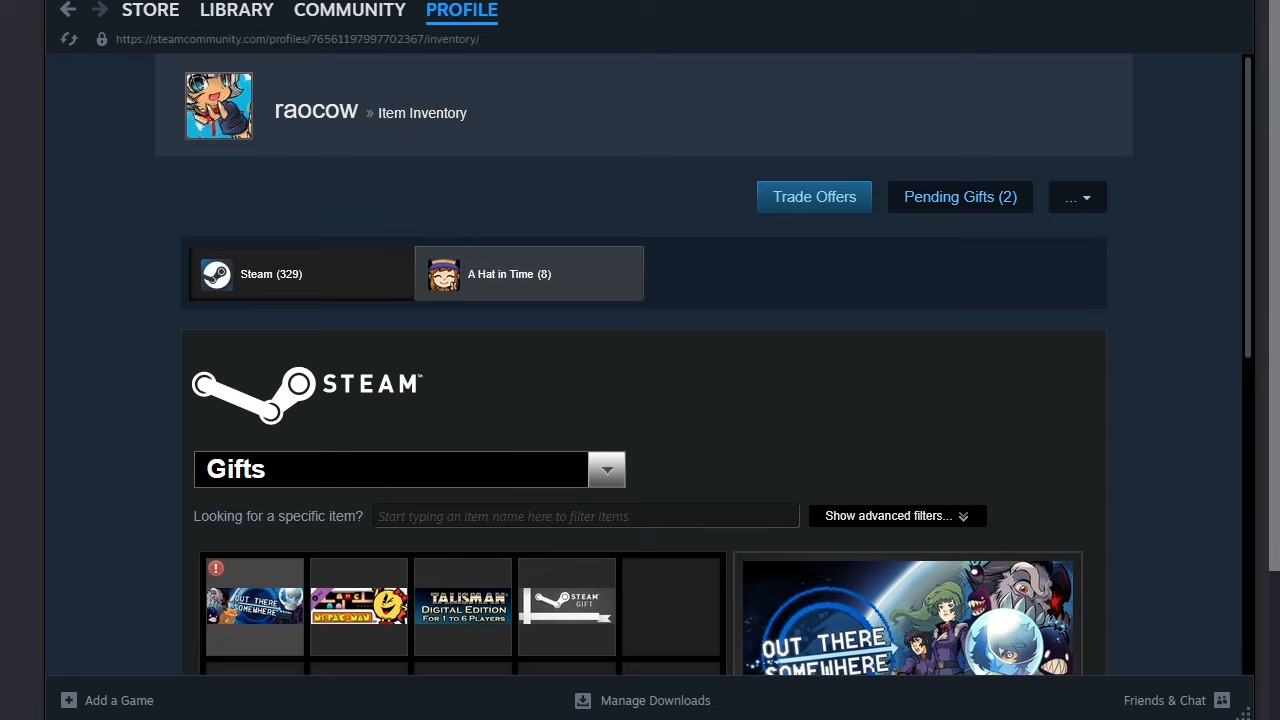 STORE LIBRARY COMMUNITY PROFILE
https://steamcommunity.com/profiles/76561197997702367/inventory/
raocow » Item Inventory
Trade Offers Pending Gifts (2) ...
Steam (329) A Hat in Time (8)
STEAM™
Gifts
Looking for a specific item? Start typing an item name here to filter items Show advanced filters...
OUT THERE SOMEWHERE
MS. PAC-MAN
TALISMAN
DIGITAL EDITION
FOR 1 TO 6 PLAYERS
STEAM
GIFT
OUT THERE
SOMEWHERE
Add a Game Manage Downloads Friends & Chat